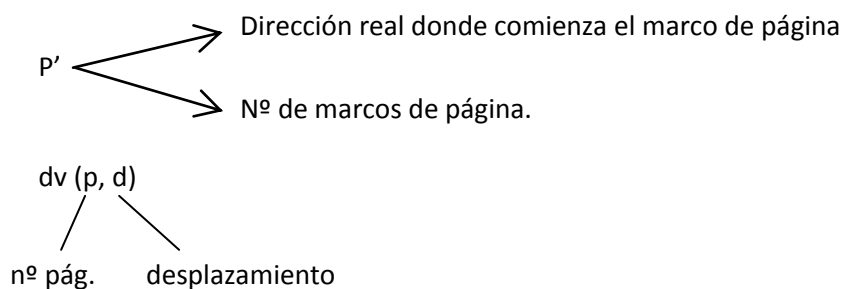 Dirección real donde comienza el marco de página
P’
Nº de marcos de página.
dv (p, d)
nº pág. desplazamiento